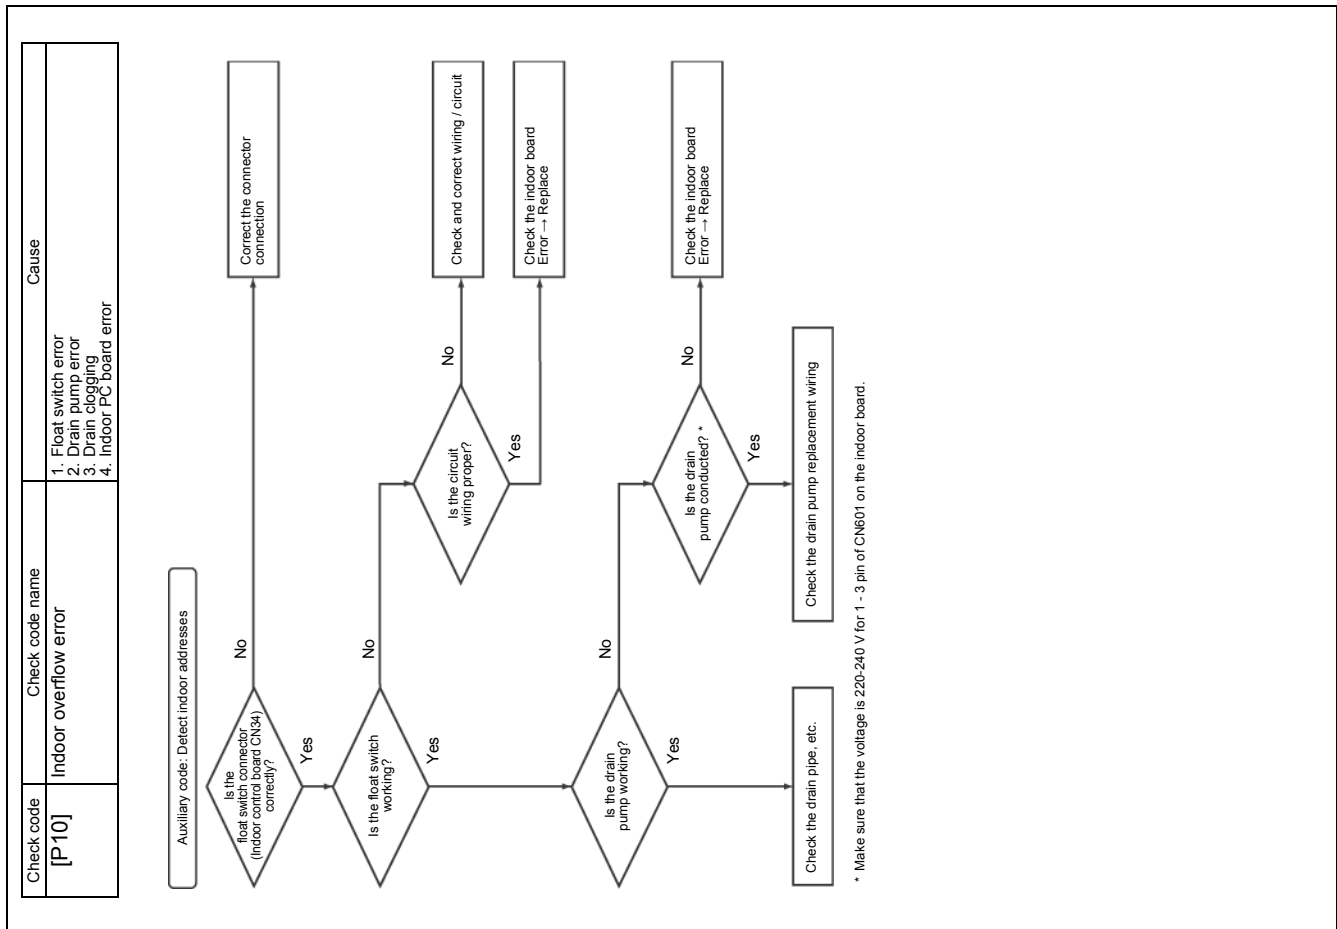 Check code
Check code name
Cause
[P10]
Indoor overflow error
1. Float switch error
2. Drain pump error
3. Drain clogging
4. Indoor PC board error
Auxiliary code: Detect indoor addresses
Is the
float switch connector
(Indoor control board CN34)
correctly?
No
Correct the connector
connection
Yes
Is the float switch
working?
No
Is the circuit
wiring proper?
No
Check and correct wiring / circuit
Yes
Check the indoor board
Error → Replace
Yes
Is the drain
pump working?
No
Is the drain
pump conducted? *
No
Check the indoor board
Error → Replace
Yes
Yes
Check the drain pipe, etc.
Check the drain pump replacement wiring
* Make sure that the voltage is 220-240 V for 1 - 3 pin of CN601 on the indoor board.